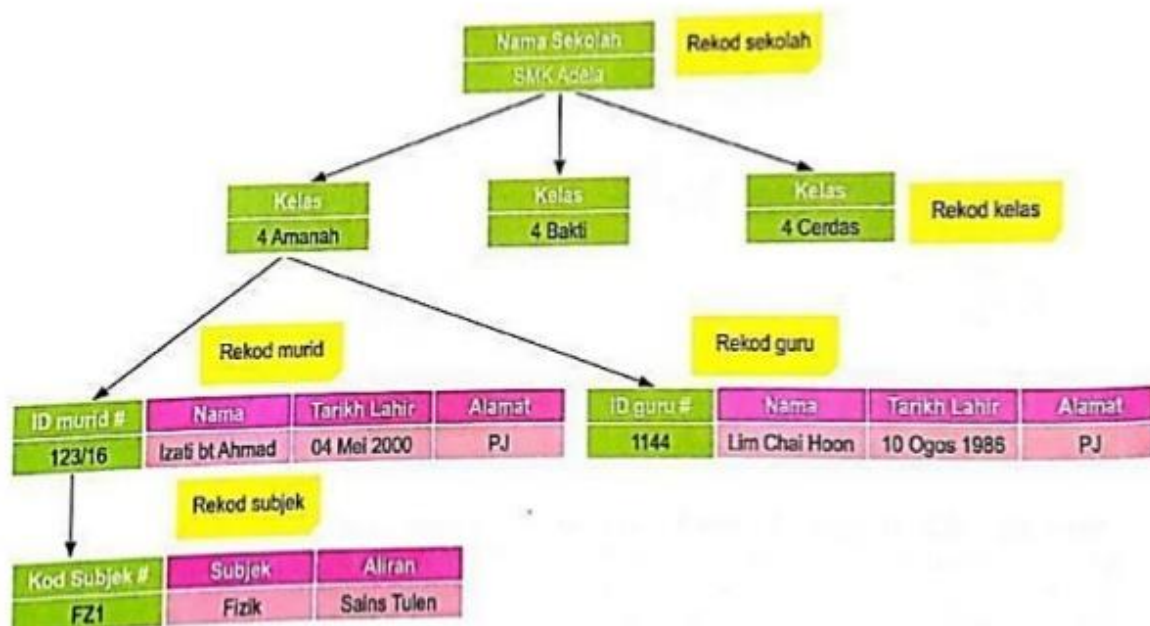 Nama Sekolah
Rekod sekolah
SMK Adela
Kelas
Kelas
Kelas
Rekod kelas
4 Amanah
4 Bakti
4 Cerdas
Rekod murid
Rekod guru
ID murid # Nama Tarikh Lahir Alamat
123/16 Izati bt Ahmad 04 Mei 2000 PJ
ID guru # Nama Tarikh Lahir Alamat
1144 Lim Chai Hoon 10 Ogos 1986 PJ
Rekod subjek
Kod Subjek # Subjek Aliran
FZ1 Fizik Sains Tulen